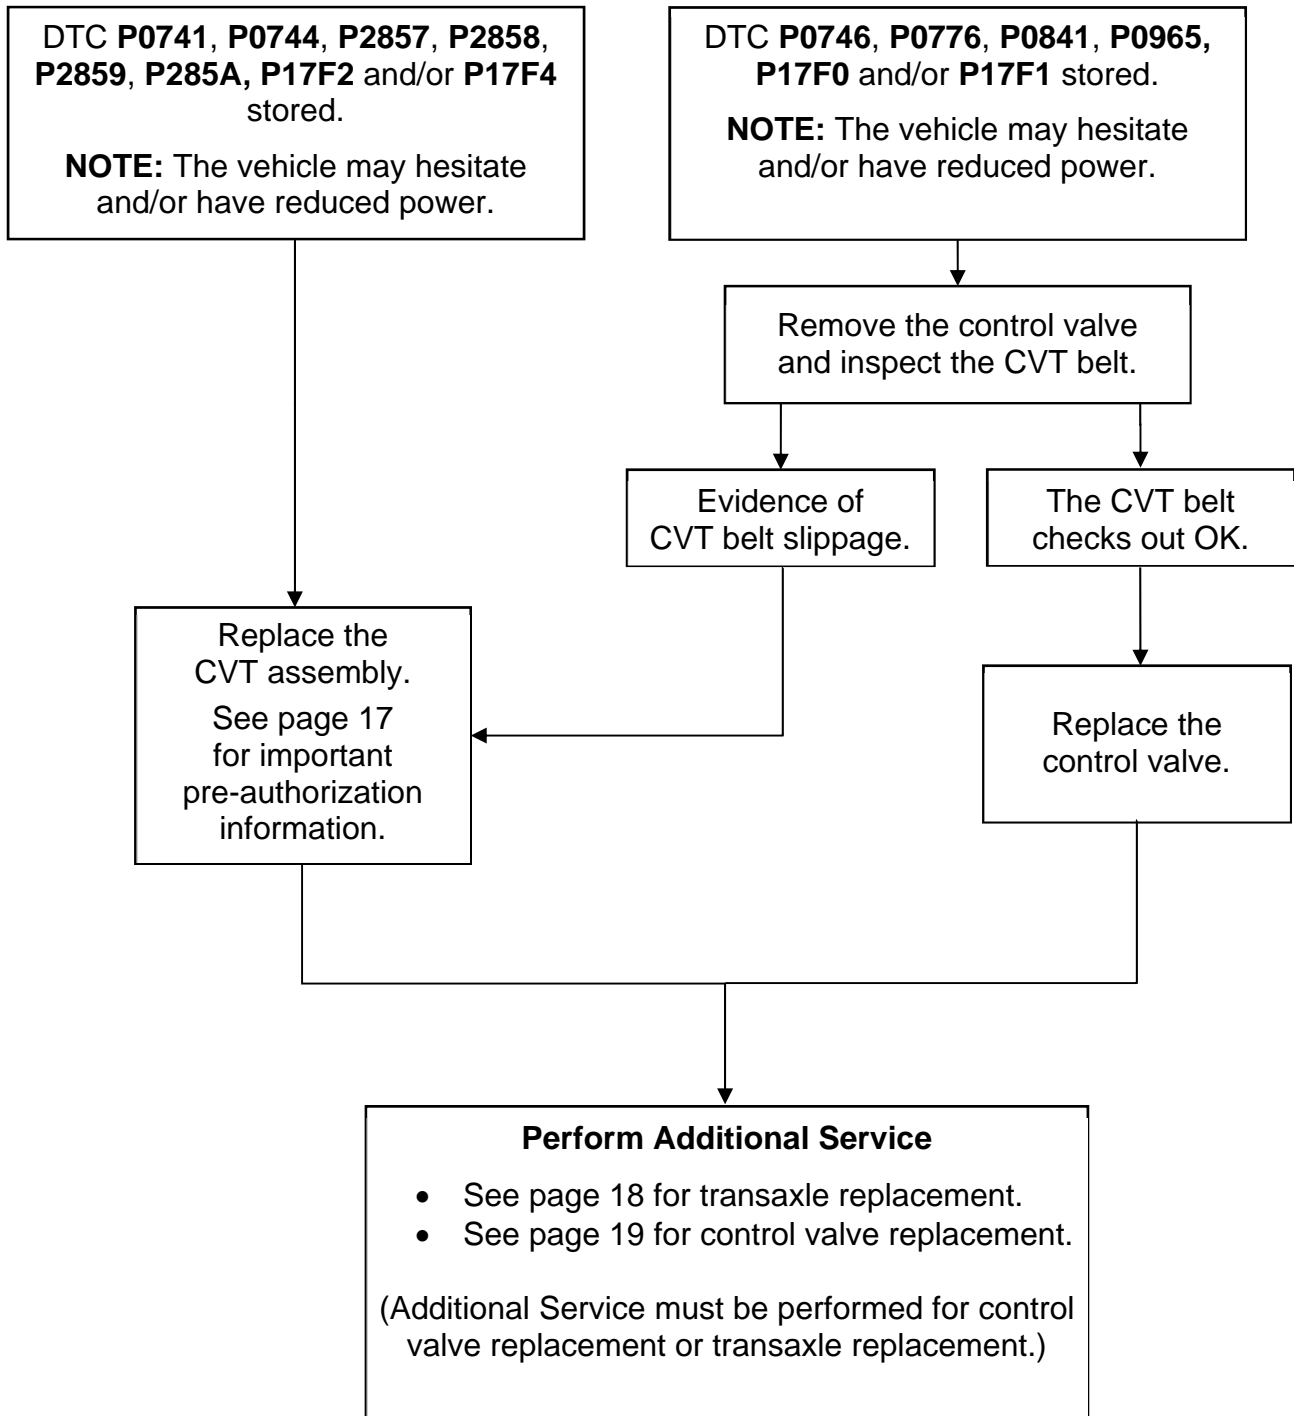 DTC P0741, P0744, P2857, P2858,
P2859, P285A, P17F2 and/or P17F4
stored.
NOTE: The vehicle may hesitate
and/or have reduced power.
DTC P0746, P0776, P0841, P0965,
P17F0 and/or P17F1 stored.
NOTE: The vehicle may hesitate
and/or have reduced power.
Remove the control valve
and inspect the CVT belt.
Evidence of
CVT belt slippage.
The CVT belt
checks out OK.
Replace the
CVT assembly.
See page 17
for important
pre-authorization
information.
Replace the
control valve.
Perform Additional Service
• See page 18 for transaxle replacement.
• See page 19 for control valve replacement.
(Additional Service must be performed for control
valve replacement or transaxle replacement.)